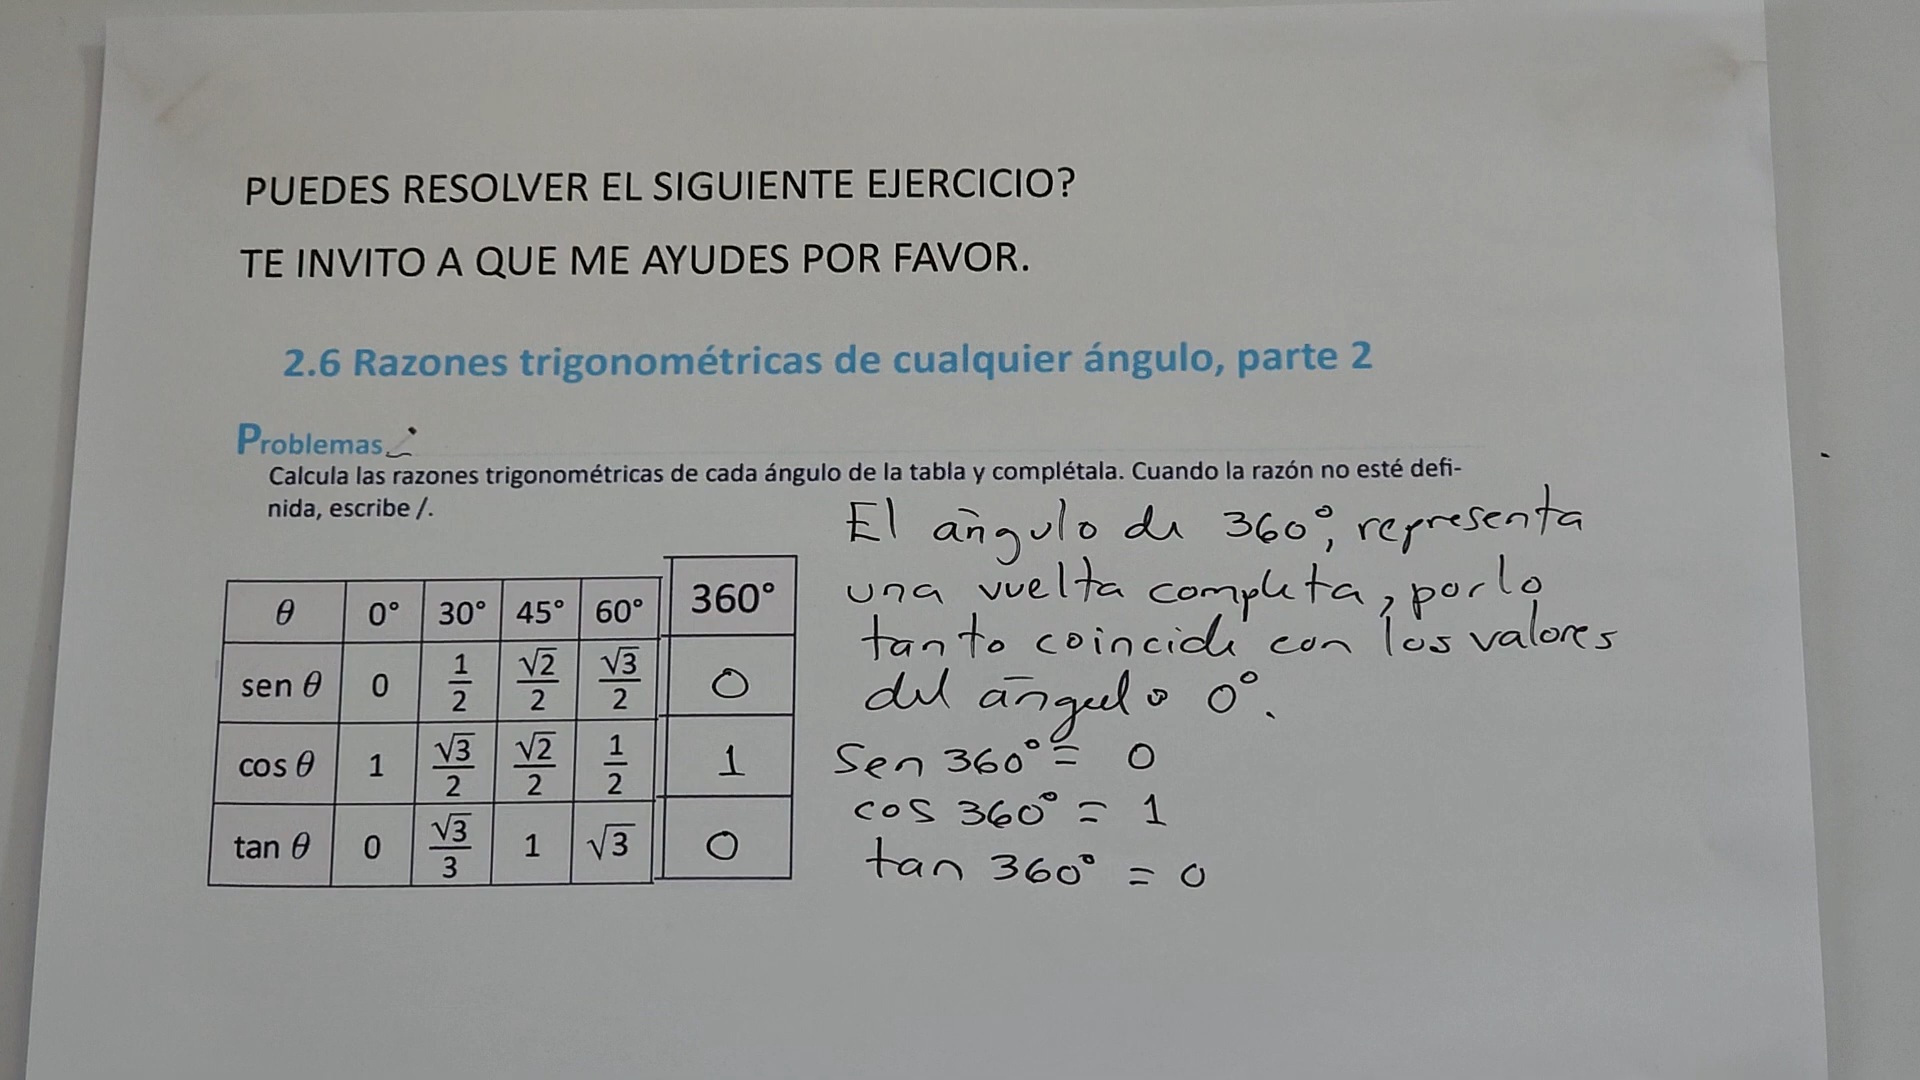 PUEDES RESOLVER EL SIGUIENTE EJERCICIO?
TE INVITO A QUE ME AYUDES POR FAVOR.
2.6 Razones trigonométricas de cualquier ángulo, parte 2
Problemas
Calcula las razones trigonométricas de cada ángulo de la tabla y complétala. Cuando la razón no esté defi-
nida, escribe /.
θ 0° 30° 45° 60° 360°
sen θ 0 1/2 √2/2 √3/2 0
cos θ 1 √3/2 √2/2 1/2 1
tan θ 0 √3/3 1 √3 0
El angulo de 360°, representa
una vuelta completa, por lo
tanto coincide con los valores
del angulo 0°.
Sen 360° = 0
cos 360° = 1
tan 360° = 0